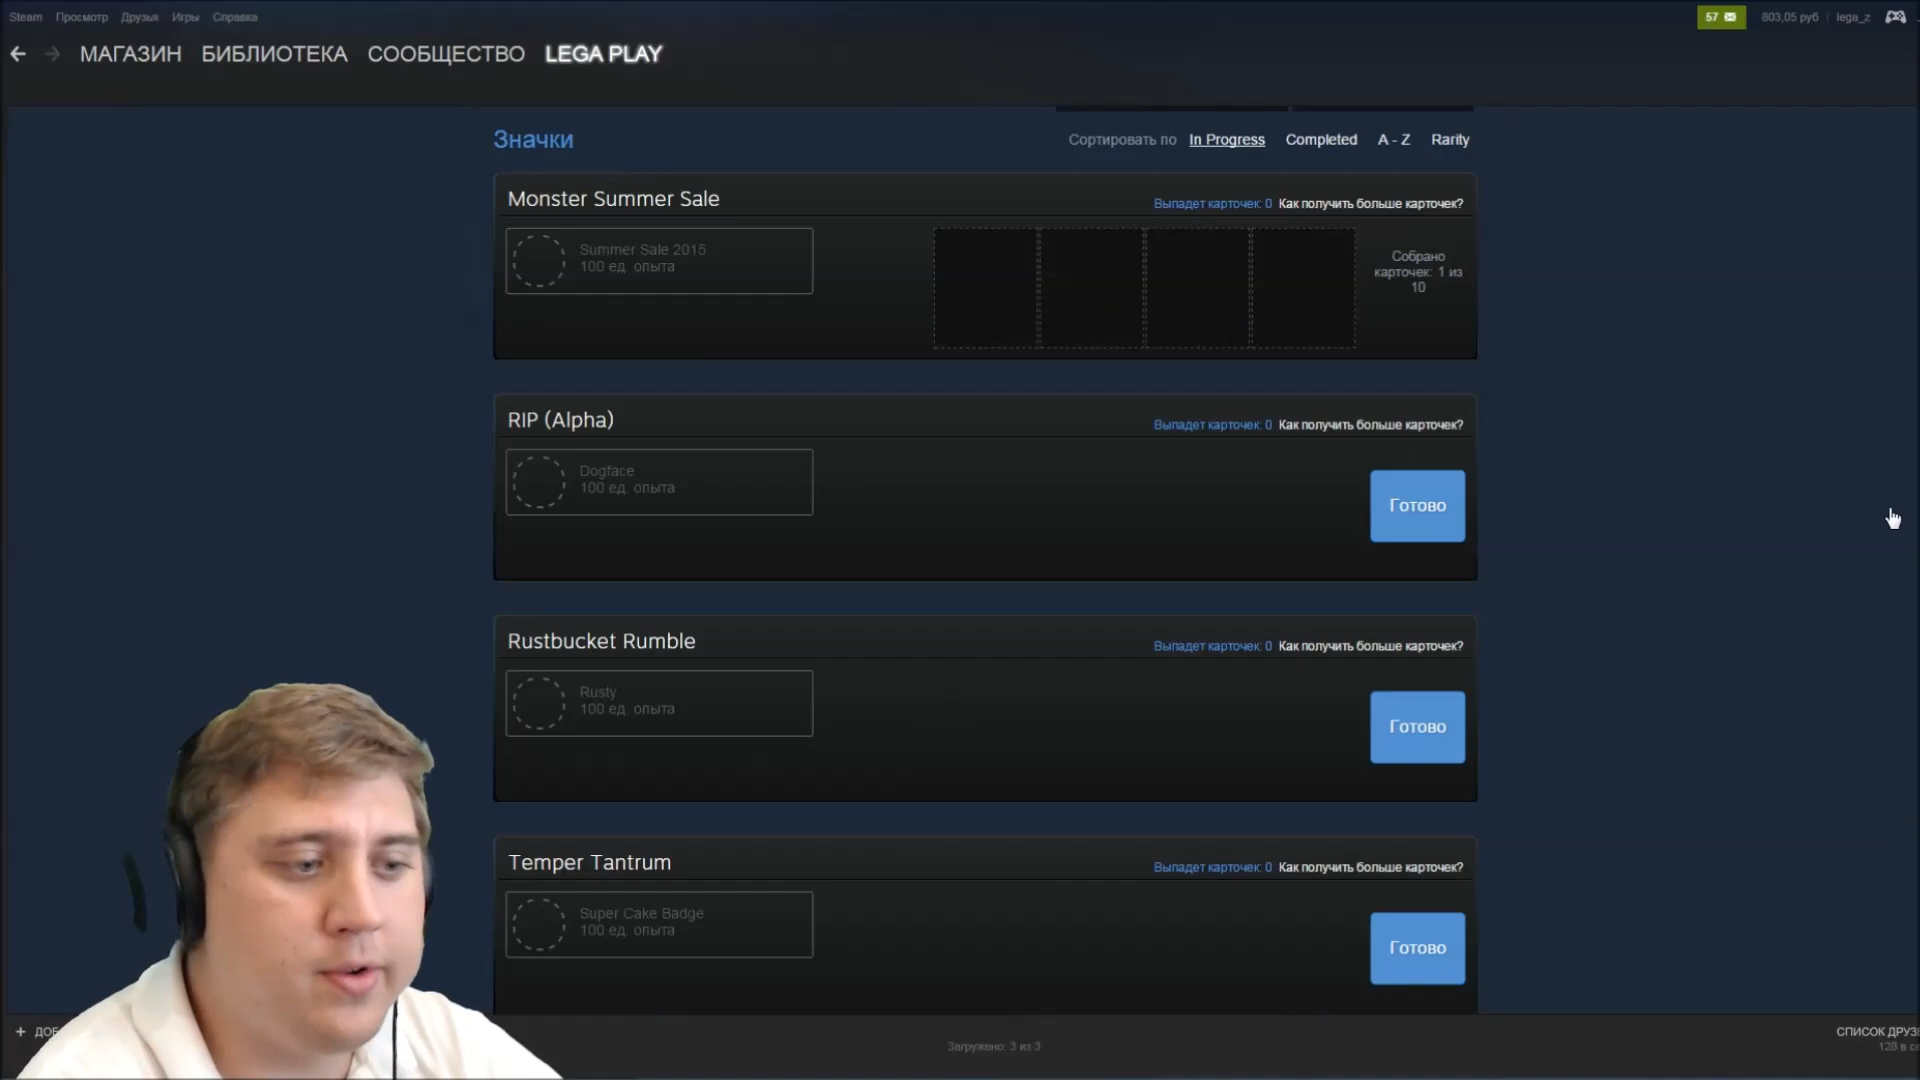 Steam Просмотр Друзья Игры Справка
57
803,05 руб
lega_z
МАГАЗИН БИБЛИОТЕКА СООБЩЕСТВО LEGA PLAY
Значки
Сортировать по In Progress Completed A - Z Rarity
Monster Summer Sale
Выпадет карточек: 0 Как получить больше карточек?
Summer Sale 2015
100 ед. опыта
Собрано
карточек: 1 из
10
RIP (Alpha)
Выпадет карточек: 0 Как получить больше карточек?
Dogface
100 ед. опыта
Готово
Rustbucket Rumble
Выпадет карточек: 0 Как получить больше карточек?
Rusty
100 ед. опыта
Готово
Temper Tantrum
Выпадет карточек: 0 Как получить больше карточек?
Super Cake Badge
100 ед. опыта
Готово
Загружено: 3 из 3
СПИСОК
128 в